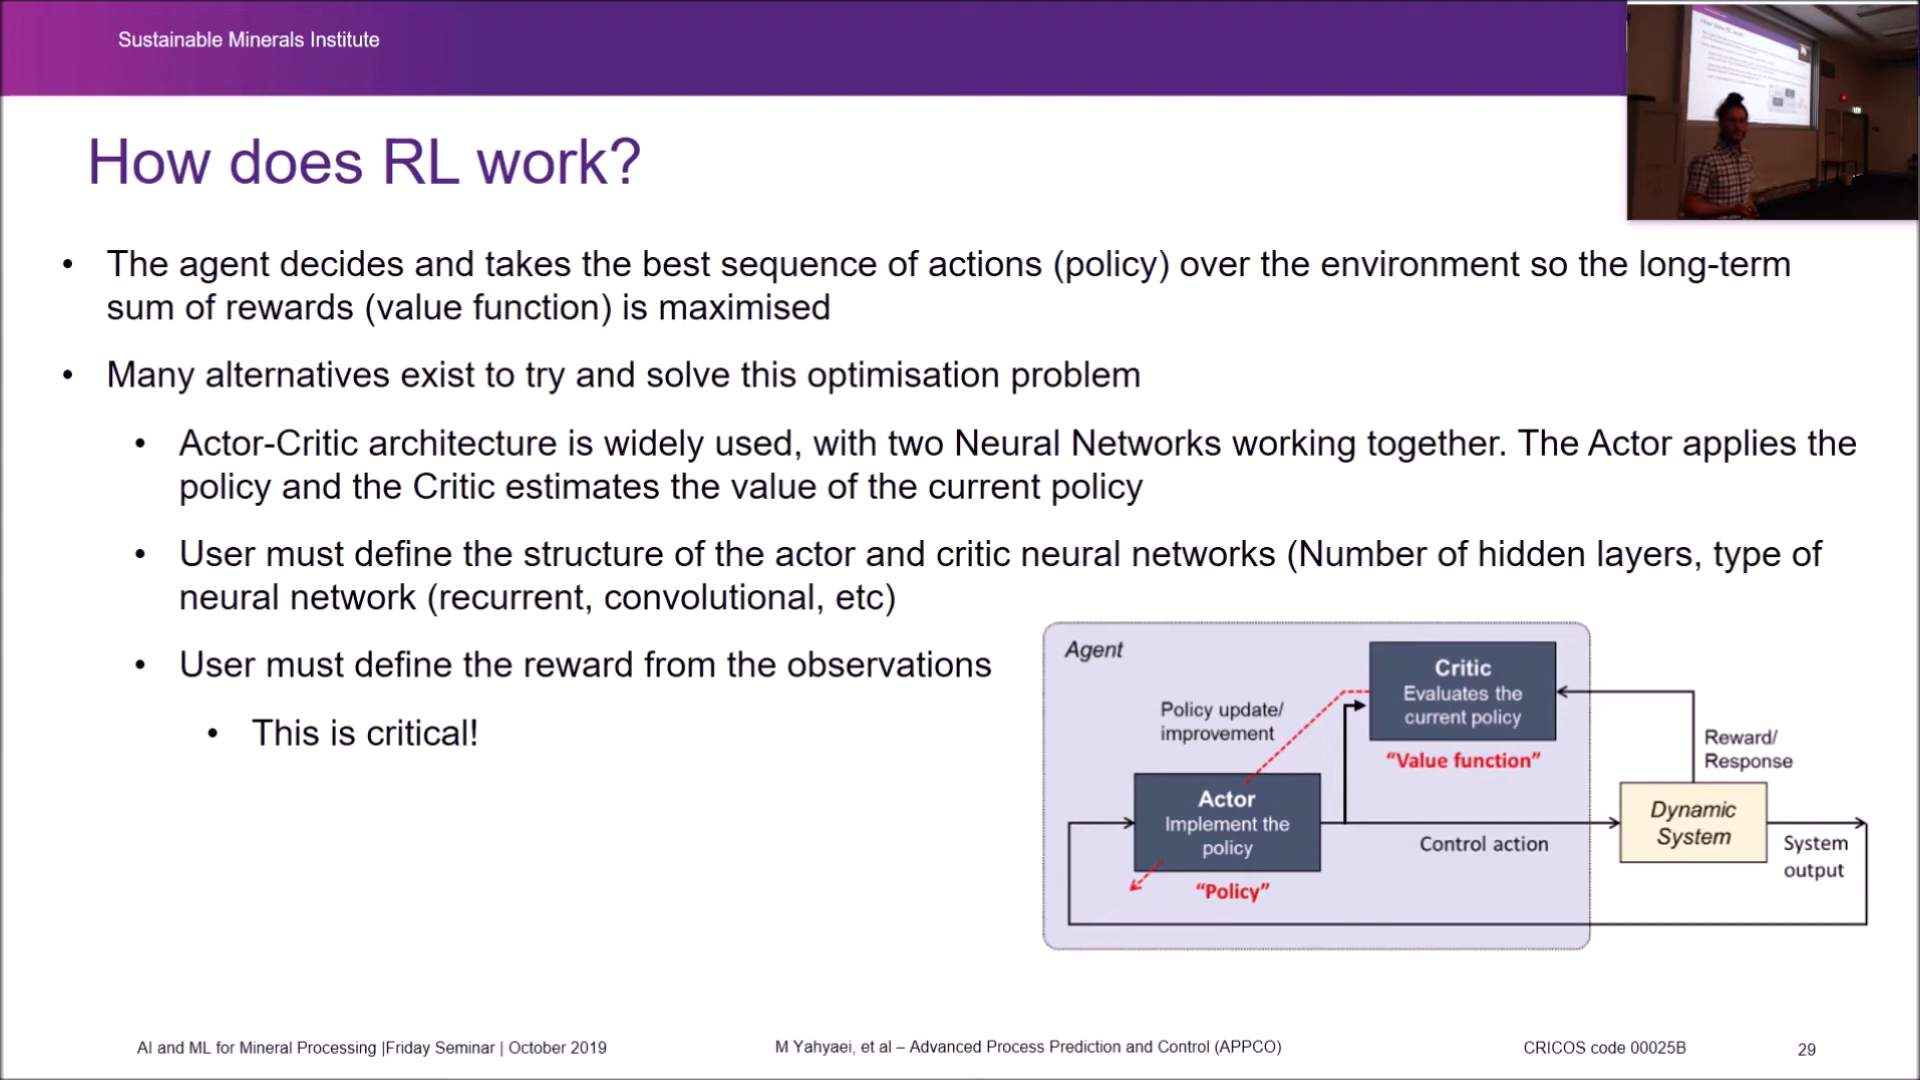 Sustainable Minerals Institute
How does RL work?
• The agent decides and takes the best sequence of actions (policy) over the environment so the long-term
sum of rewards (value function) is maximised
• Many alternatives exist to try and solve this optimisation problem
• Actor-Critic architecture is widely used, with two Neural Networks working together. The Actor applies the
policy and the Critic estimates the value of the current policy
• User must define the structure of the actor and critic neural networks (Number of hidden layers, type of
neural network (recurrent, convolutional, etc)
• User must define the reward from the observations
• This is critical!
Agent
Critic
Evaluates the
current policy
"Value function"
Policy update/
improvement
Actor
Implement the
policy
"Policy"
Control action
Reward/
Response
Dynamic
System
System
output
AI and ML for Mineral Processing |Friday Seminar | October 2019
M Yahyaei, et al – Advanced Process Prediction and Control (APPCO)
CRICOS code 00025B
29